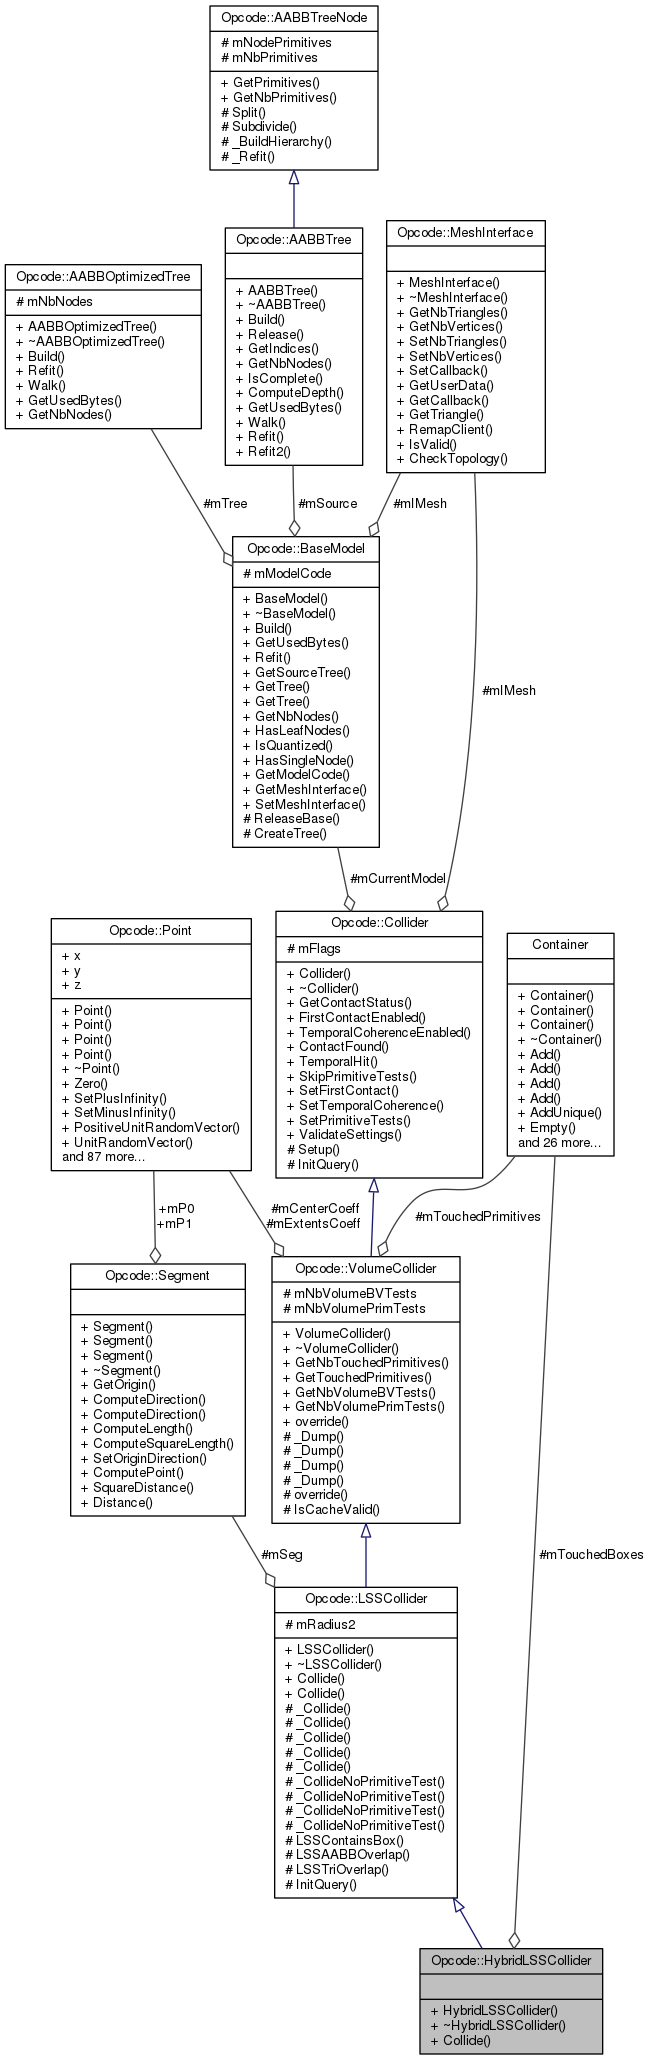 Opcode::AABBTreeNode
# mNodePrimitives
# mNbPrimitives
+ GetPrimitives()
+ GetNbPrimitives()
# Split()
# Subdivide()
# _BuildHierarchy()
# _Refit()
Opcode::AABBOptimizedTree
# mNbNodes
+ AABBOptimizedTree()
+ ~AABBOptimizedTree()
+ Build()
+ Refit()
+ Walk()
+ GetUsedBytes()
+ GetNbNodes()
Opcode::AABBTree
+ AABBTree()
+ ~AABBTree()
+ Build()
+ Release()
+ GetIndices()
+ GetNbNodes()
+ IsComplete()
+ ComputeDepth()
+ GetUsedBytes()
+ Walk()
+ Refit()
+ Refit2()
Opcode::MeshInterface
+ MeshInterface()
+ ~MeshInterface()
+ GetNbTriangles()
+ GetNbVertices()
+ SetNbTriangles()
+ SetNbVertices()
+ SetCallback()
+ GetUserData()
+ GetCallback()
+ GetTriangle()
+ RemapClient()
+ IsValid()
+ CheckTopology()
#mTree
#mSource
#mIMesh
Opcode::BaseModel
# mModelCode
+ BaseModel()
+ ~BaseModel()
+ Build()
+ GetUsedBytes()
+ Refit()
+ GetSourceTree()
+ GetTree()
+ GetTree()
+ GetNbNodes()
+ HasLeafNodes()
+ IsQuantized()
+ HasSingleNode()
+ GetModelCode()
+ GetMeshInterface()
+ SetMeshInterface()
# ReleaseBase()
# CreateTree()
#mIMesh
#mCurrentModel
Opcode::Point
+ x
+ y
+ z
+ Point()
+ Point()
+ Point()
+ Point()
+ ~Point()
+ Zero()
+ SetPlusInfinity()
+ SetMinusInfinity()
+ PositiveUnitRandomVector()
+ UnitRandomVector()
and 87 more...
Opcode::Collider
# mFlags
+ Collider()
+ ~Collider()
+ GetContactStatus()
+ FirstContactEnabled()
+ TemporalCoherenceEnabled()
+ ContactFound()
+ TemporalHit()
+ SkipPrimitiveTests()
+ SetFirstContact()
+ SetTemporalCoherence()
+ SetPrimitiveTests()
+ ValidateSettings()
# Setup()
# InitQuery()
Container
+ Container()
+ Container()
+ Container()
+ ~Container()
+ Add()
+ Add()
+ Add()
+ Add()
+ AddUnique()
+ Empty()
and 26 more...
+mP0
+mP1
#mCenterCoeff
#mExtentsCoeff
#mTouchedPrimitives
Opcode::Segment
+ Segment()
+ Segment()
+ Segment()
+ ~Segment()
+ GetOrigin()
+ ComputeDirection()
+ ComputeDirection()
+ ComputeLength()
+ ComputeSquareLength()
+ SetOriginDirection()
+ ComputePoint()
+ SquareDistance()
+ Distance()
Opcode::VolumeCollider
# mNbVolumeBVTests
# mNbVolumePrimTests
+ VolumeCollider()
+ ~VolumeCollider()
+ GetNbTouchedPrimitives()
+ GetTouchedPrimitives()
+ GetNbVolumeBVTests()
+ GetNbVolumePrimTests()
+ override()
# _Dump()
# _Dump()
# _Dump()
# _Dump()
# override()
# IsCacheValid()
#mSeg
#mTouchedBoxes
Opcode::LSSCollider
# mRadius2
+ LSSCollider()
+ ~LSSCollider()
+ Collide()
+ Collide()
# _Collide()
# _Collide()
# _Collide()
# _Collide()
# _Collide()
# _CollideNoPrimitiveTest()
# _CollideNoPrimitiveTest()
# _CollideNoPrimitiveTest()
# _CollideNoPrimitiveTest()
# LSSContainsBox()
# LSSAABBOverlap()
# LSSTriOverlap()
# InitQuery()
Opcode::HybridLSSCollider
+ HybridLSSCollider()
+ ~HybridLSSCollider()
+ Collide()